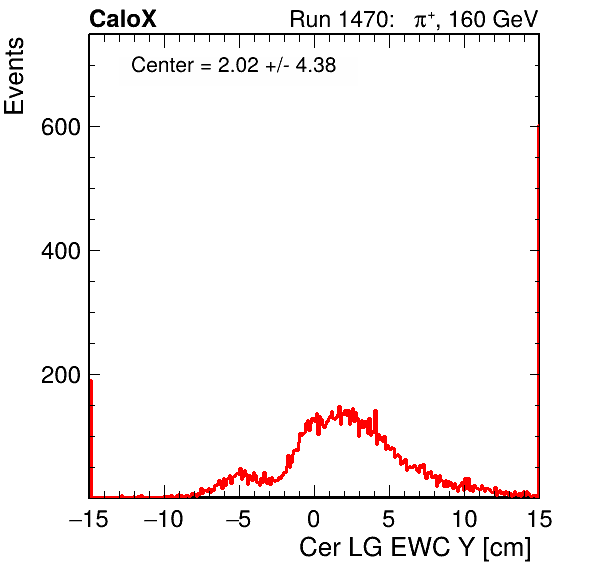 CaloX Run 1470: π⁺, 160 GeV
Center = 2.02 +/- 4.38
Events
600
400
200
−15 −10 −5 0 5 10 15
Cer LG EWC Y [cm]